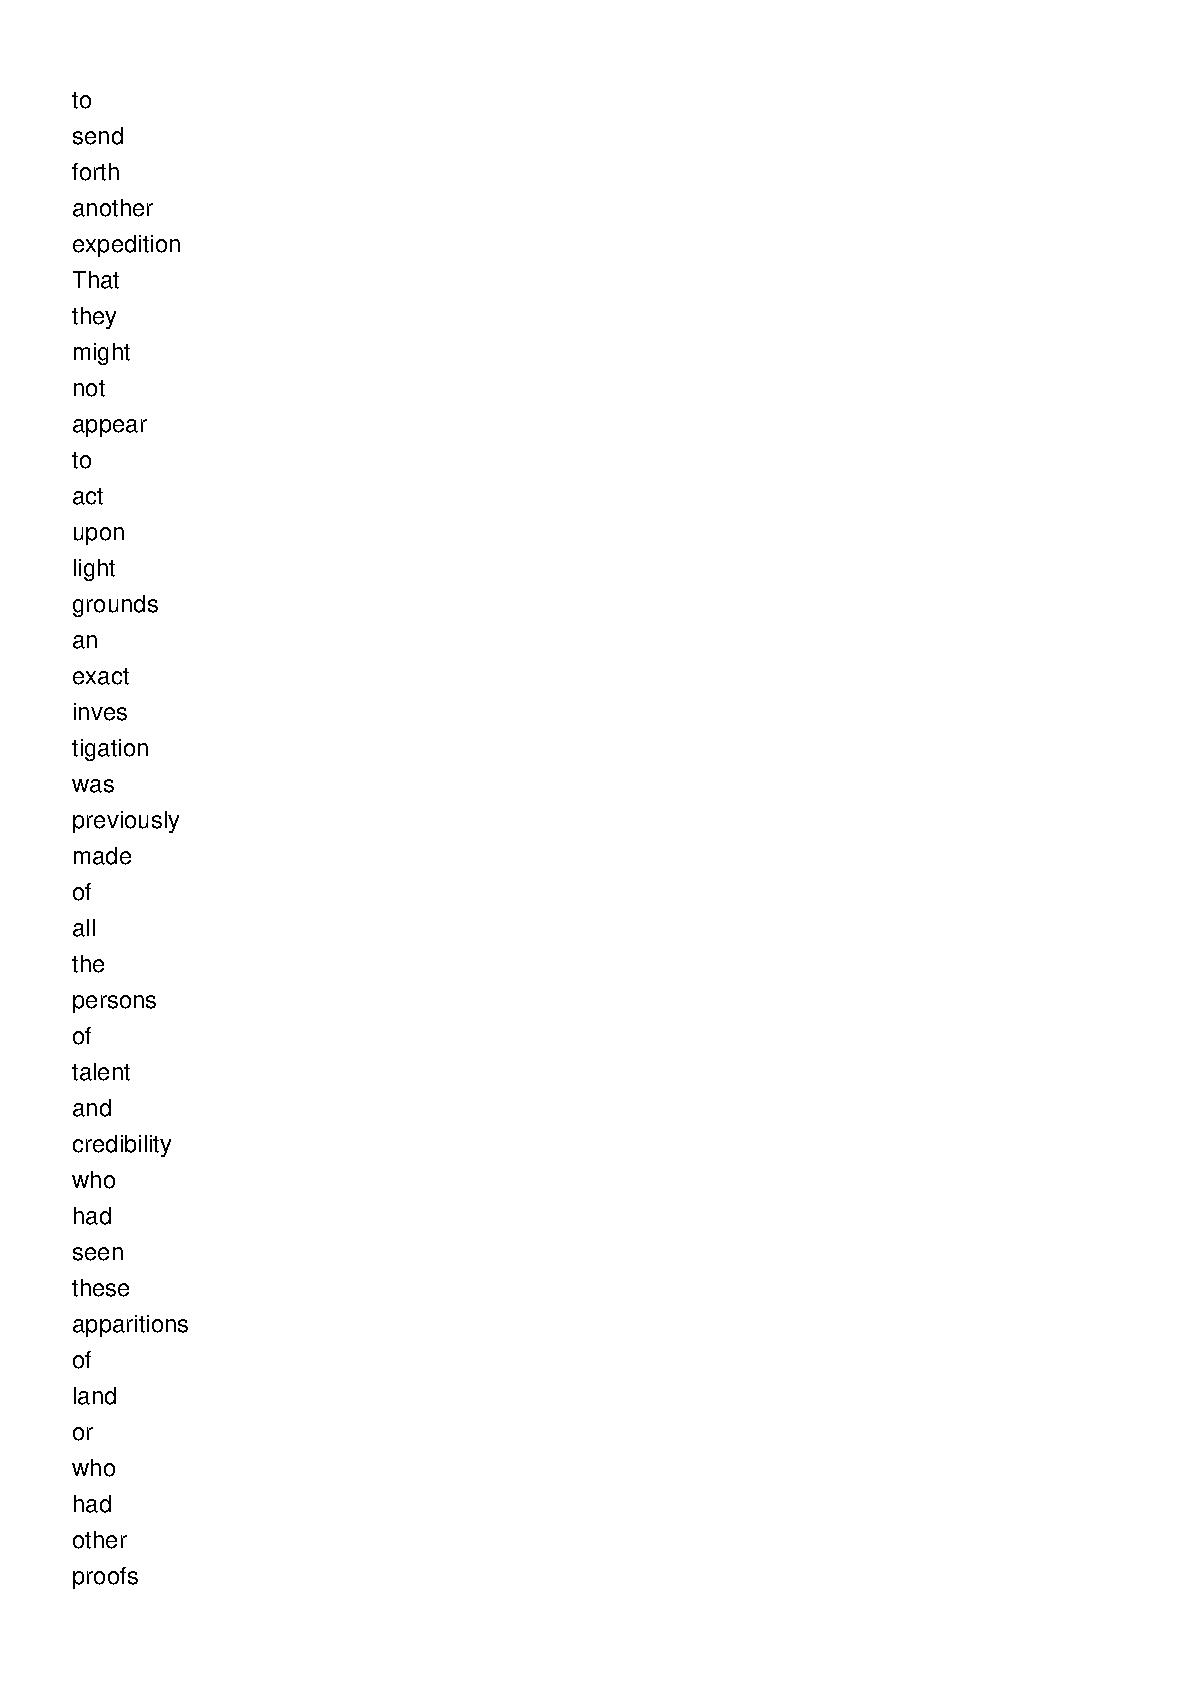 to
send
forth
another
expedition
That
they
might
not
appear
to
act
upon
light
grounds
an
exact
inves
tigation
was
previously
made
of
all
the
persons
of
talent
and
credibility
who
had
seen
these
apparitions
of
land
or
who
had
other
proofs